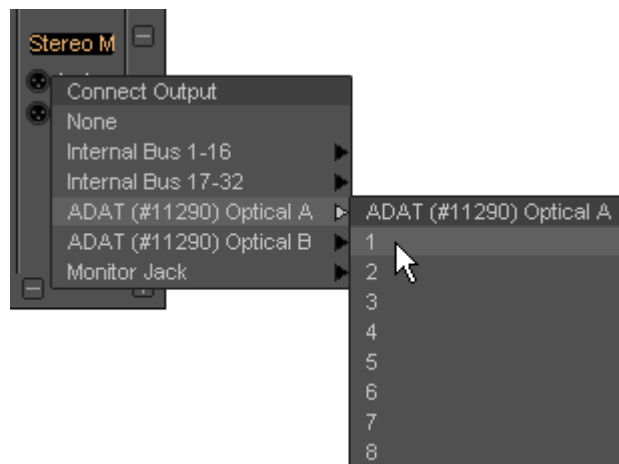 Stereo M
Connect Output
None
Internal Bus 1-16
Internal Bus 17-32
ADAT (#11290) Optical A
ADAT (#11290) Optical B
Monitor Jack
ADAT (#11290) Optical A
1
2
3
4
5
6
7
8